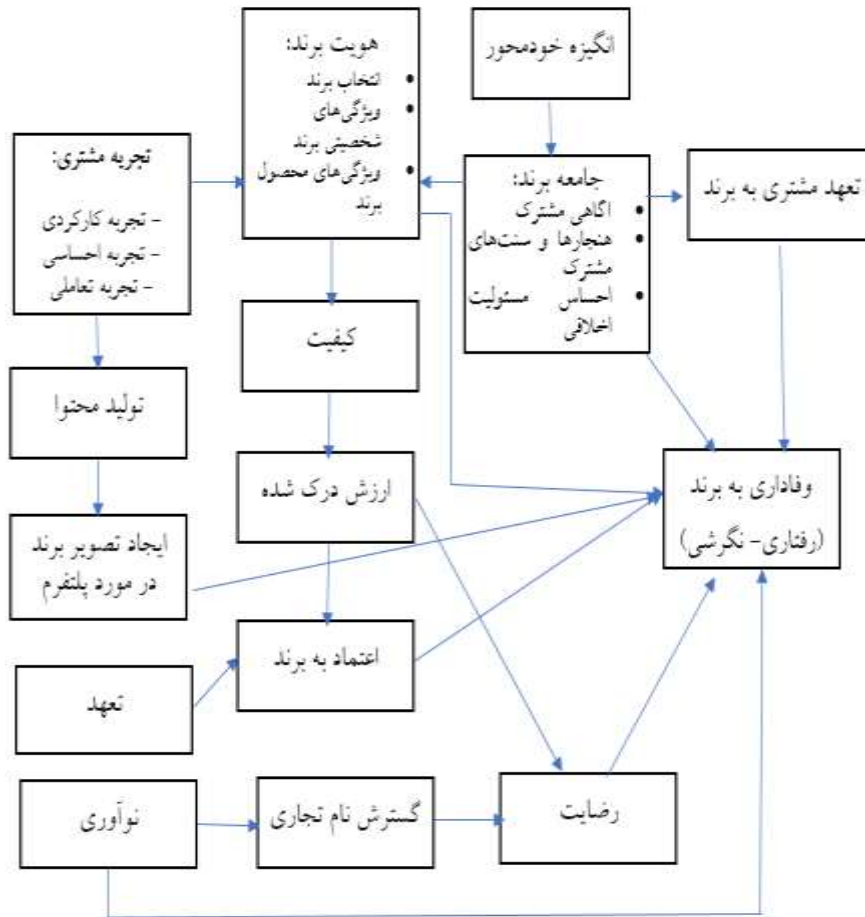 انگیزه خودمحور
هویت برند:
• انتخاب برند
• ویژگی‌های
شخصیتی برند
• ویژگی‌های محصول
برند
تجربه مشتری:
- تجربه کارکردی
- تجربه احساسی
- تجربه تعاملی
جامعه برند:
• اگاهی مشترک
• هنجارها و سنت‌های
مشترک
• احساس مسئولیت
اخلاقی
تعهد مشتری به برند
کیفیت
تولید محتوا
ارزش درک شده
وفاداری به برند
(رفتاری- نگرشی)
ایجاد تصویر برند
در مورد پلتفرم
اعتماد به برند
تعهد
رضایت
گسترش نام تجاری
نوآوری